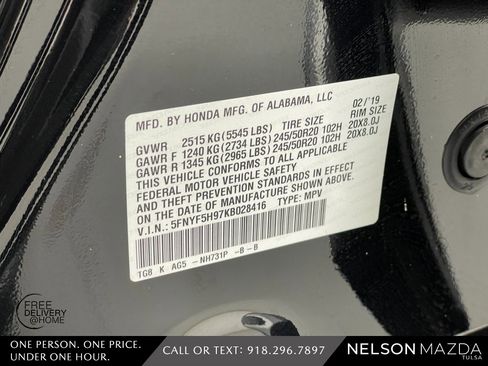 MFD. BY HONDA MFG. OF ALABAMA, LLC 02/'19
GVWR 2515 KG (5545 LBS) TIRE SIZE RIM SIZE
GAWR F 1240 KG (2734 LBS) 245/50R20 102H 20X8.0J
GAWR R 1345 KG (2965 LBS) 245/50R20 102H 20X8.0J
THIS VEHICLE CONFORMS TO ALL APPLICABLE
FEDERAL MOTOR VEHICLE SAFETY
AND THEFT PREVENTION STANDARDS IN EFFECT
ON THE DATE OF MANUFACTURE SHOWN ABOVE.
V.I.N.: 5FNYF5H97KB028416 TYPE: MPV
TG8 K AG5 -NH731P -B-B
FREE
DELIVERY
@HOME
ONE PERSON. ONE PRICE.
UNDER ONE HOUR.
CALL OR TEXT: 918.296.7897
NELSON MAZDA
TULSA